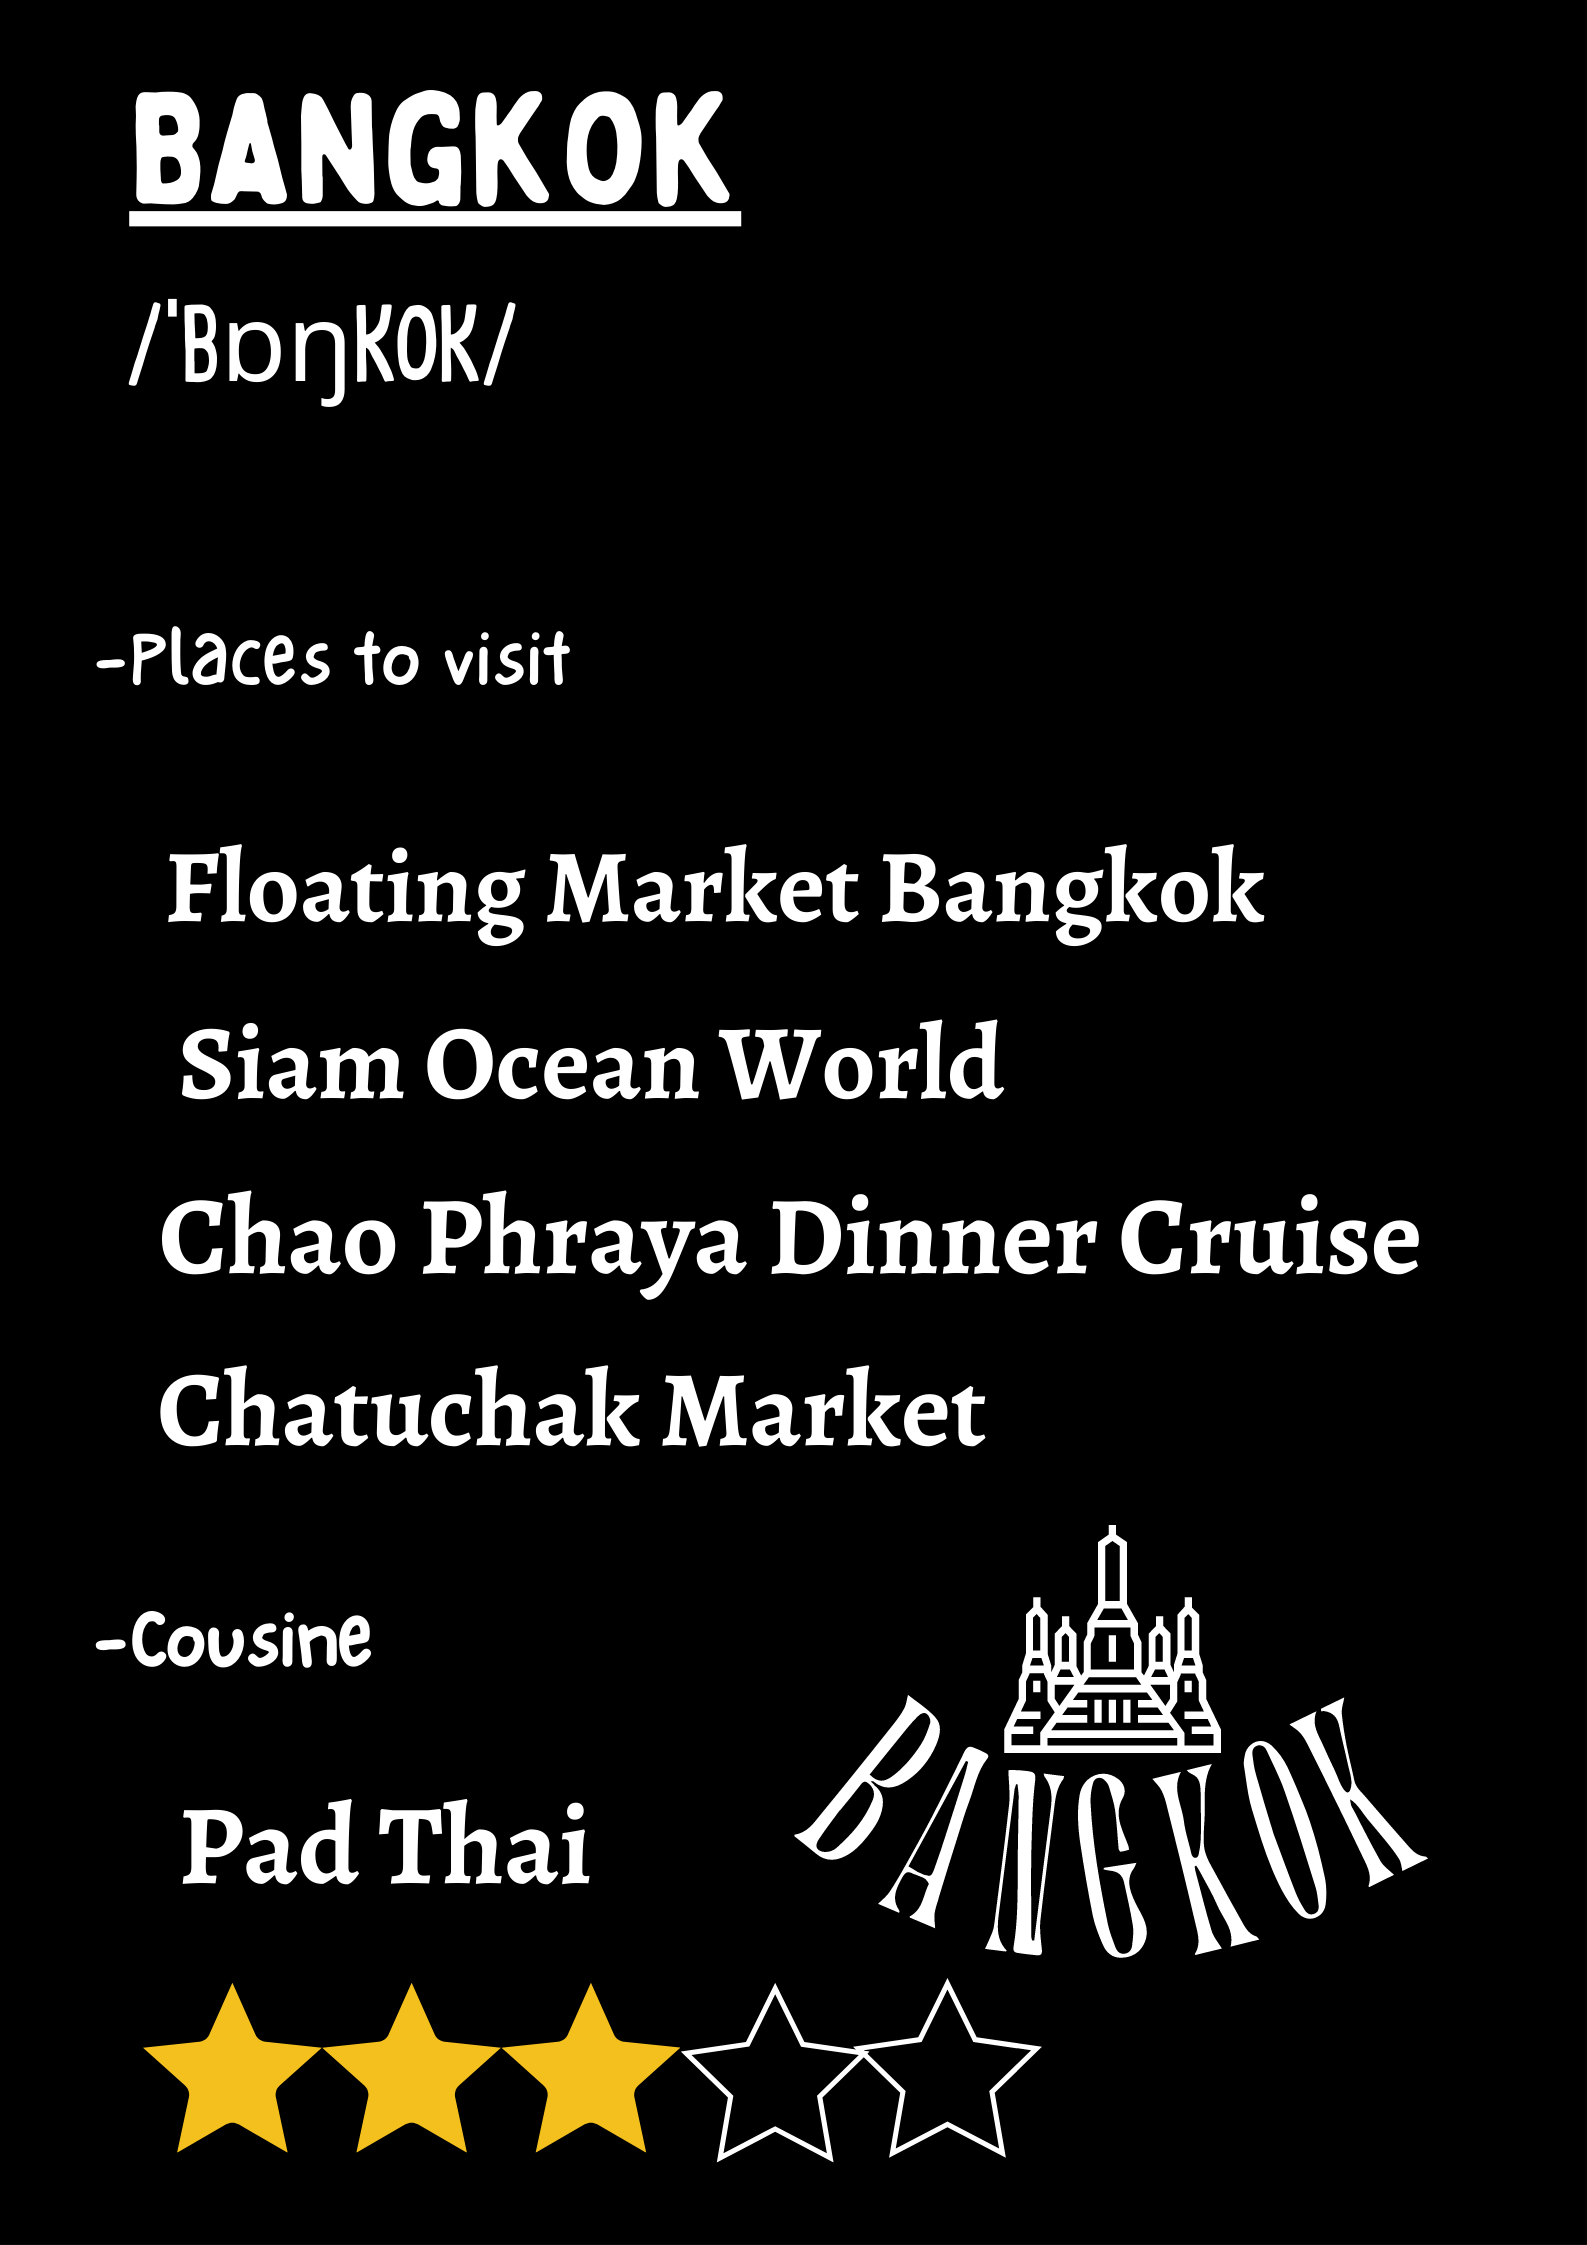 BANGKOK
/ˈBɒŋKOK/
-Places to visit
Floating Market Bangkok
Siam Ocean World
Chao Phraya Dinner Cruise
Chatuchak Market
-Cousine
BANGKOK
Pad Thai